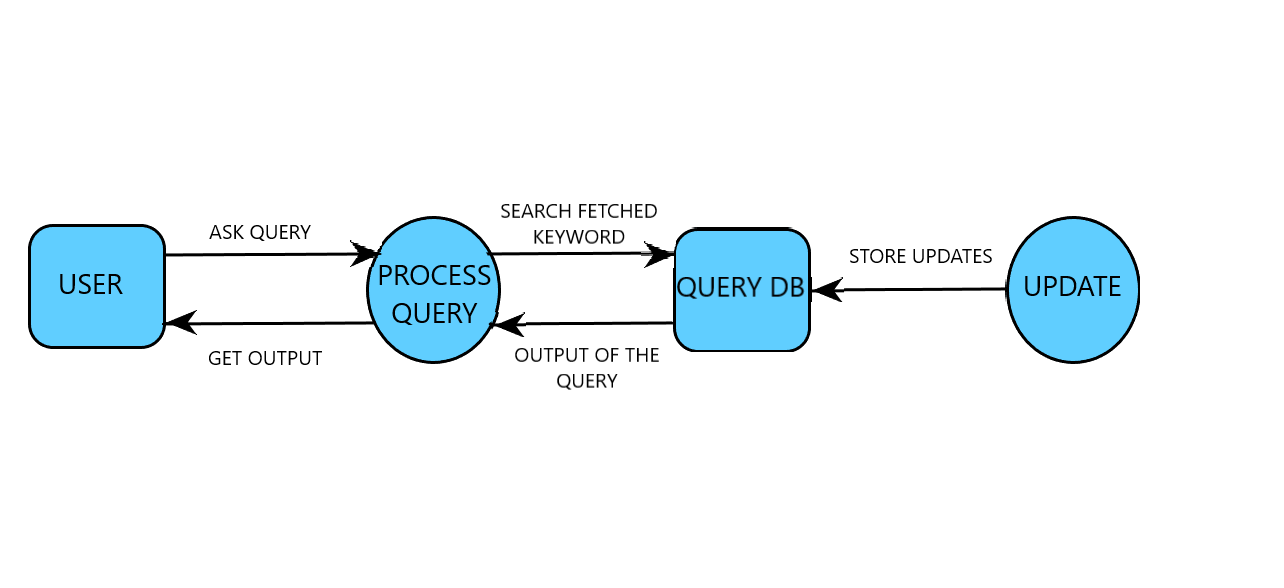 USER
ASK QUERY
GET OUTPUT
PROCESS
QUERY
SEARCH FETCHED
KEYWORD
OUTPUT OF THE
QUERY
QUERY DB
STORE UPDATES
UPDATE